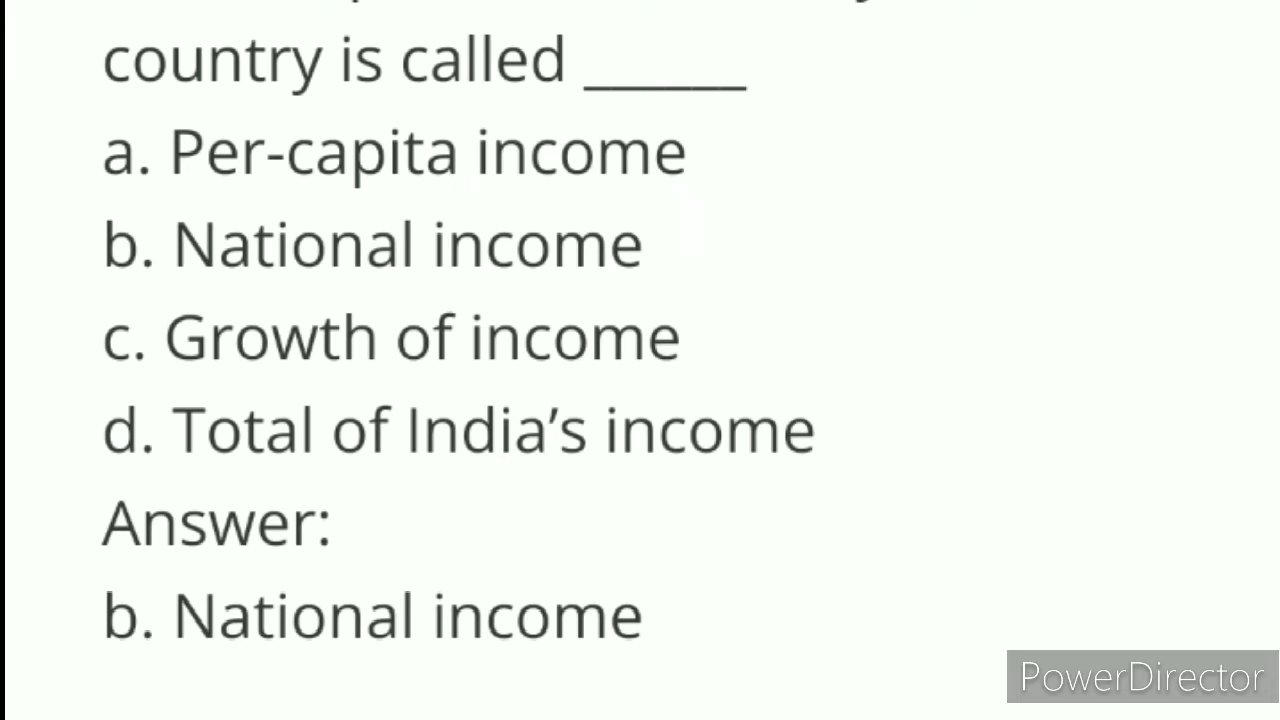 country is called ______
a. Per-capita income
b. National income
c. Growth of income
d. Total of India’s income
Answer:
b. National income
PowerDirector